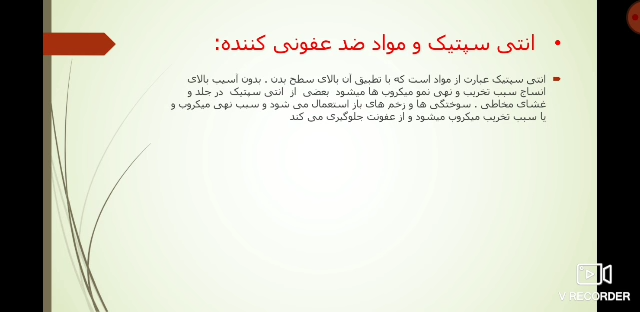 انتی سپتیک و مواد ضد عفونی کننده:
انتی سپتیک عبارت از مواد است که با تطبیق ان بالای سطح بدن . بدون اسیب بالای
انساج سبب تخریب و نهی نمو میکروب ها میشود بعضی از انتی سپتیک در جلد و
غشای مخاطی . سوختگی ها و زخم های باز استعمال می شود و سبب نهی میکروب و
یا سبب تخریب میکروب میشود و از عفونت جلوگیری می کند
V RECORDER